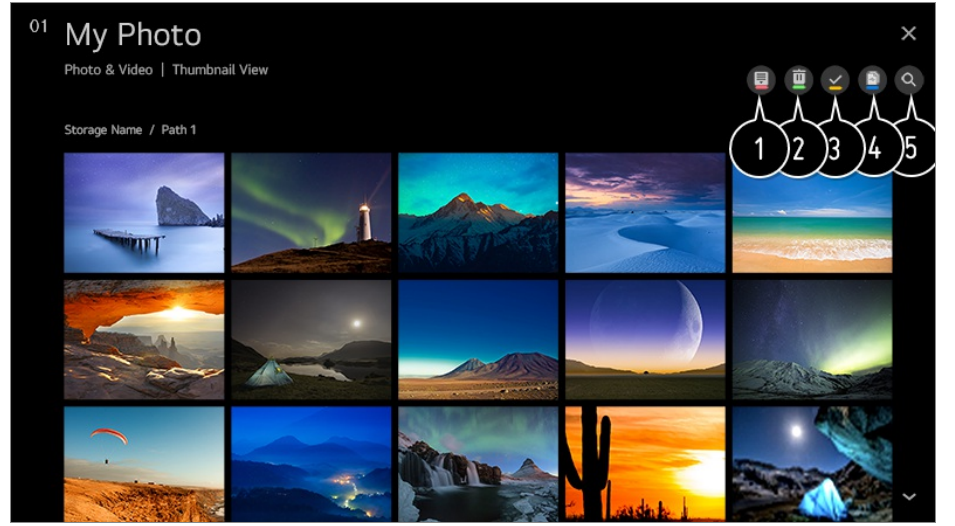 01
My Photo
Photo & Video | Thumbnail View
Storage Name / Path 1
1 2 3 4 5